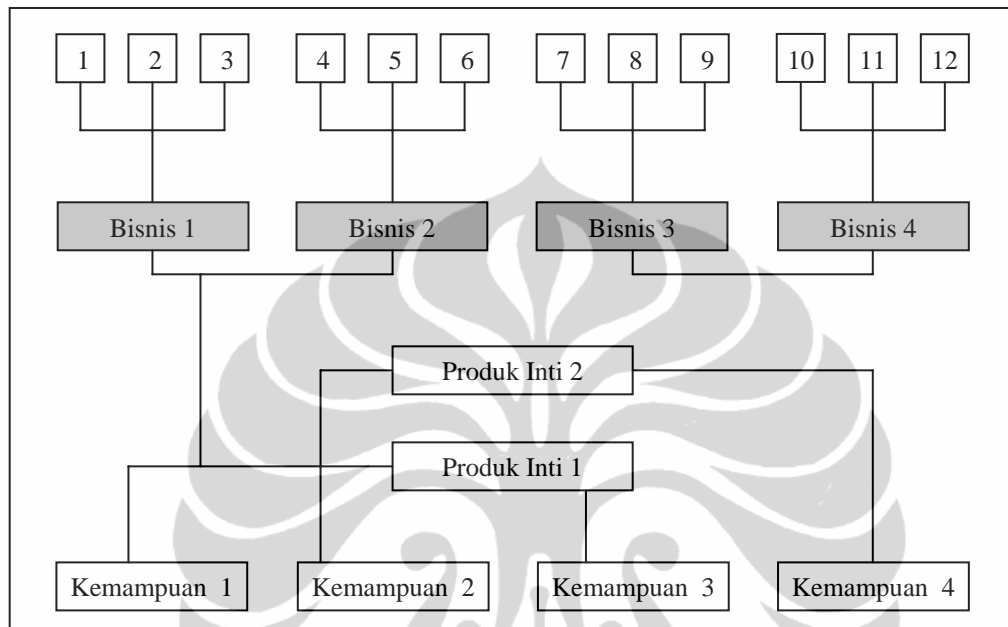 1 2 3 4 5 6 7 8 9 10 11 12
Bisnis 1 Bisnis 2 Bisnis 3 Bisnis 4
Produk Inti 2
Produk Inti 1
Kemampuan 1 Kemampuan 2 Kemampuan 3 Kemampuan 4